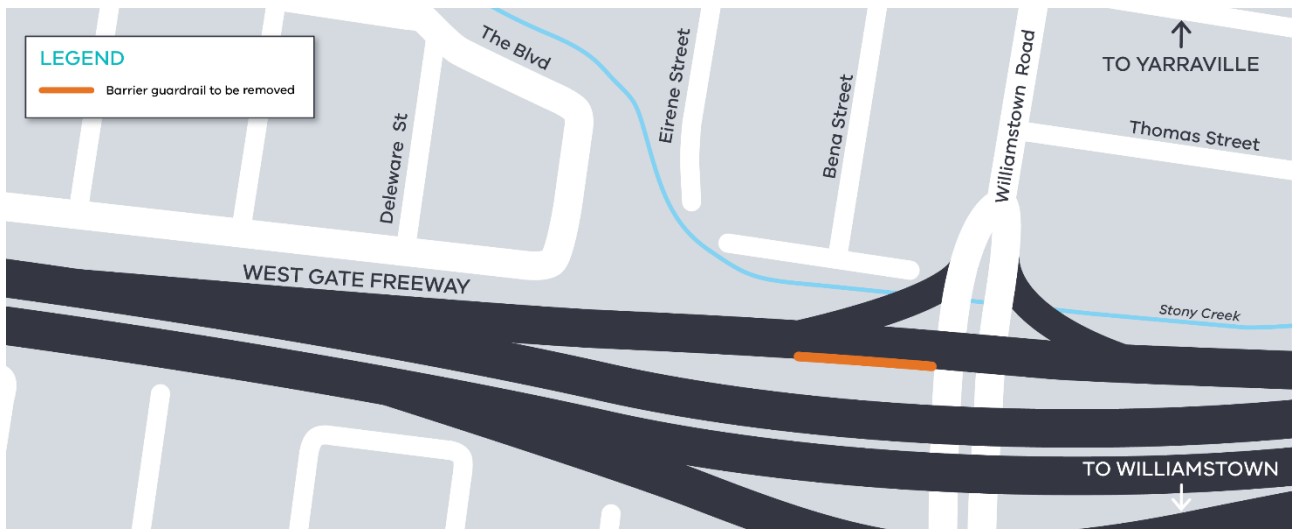 LEGEND
Barrier guardrail to be removed
The Blvd
Deleware St
Eirene Street
Bena Street
Williamstown Road
TO YARRAVILLE
Thomas Street
WEST GATE FREEWAY
Stony Creek
TO WILLIAMSTOWN